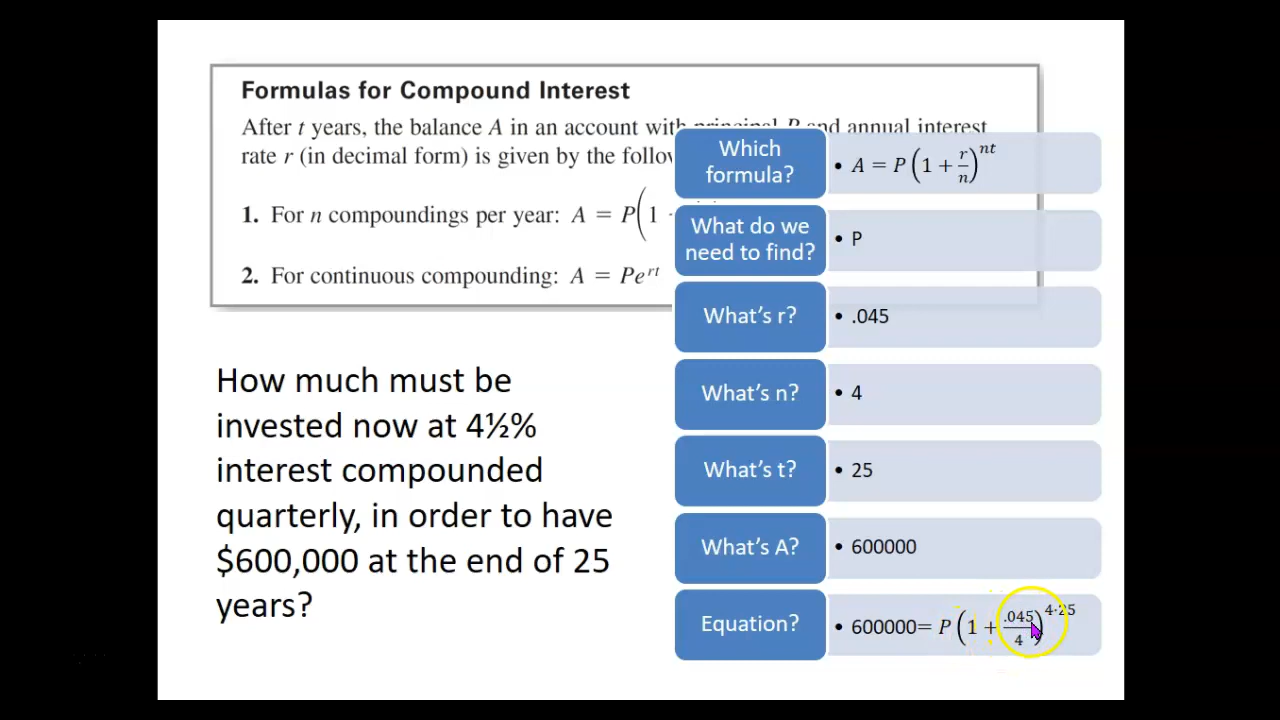 Formulas for Compound Interest
After t years, the balance A in an account with principal P and annual interest
rate r (in decimal form) is given by the follow
1. For n compoundings per year: A = P(1
2. For continuous compounding: A = Pe^{rt}
How much must be
invested now at 4½%
interest compounded
quarterly, in order to have
$600,000 at the end of 25
years?
Which
formula?
• A = P(1 + r/n)^{nt}
What do we
need to find?
• P
What's r?
• .045
What's n?
• 4
What's t?
• 25
What's A?
• 600000
Equation?
• 600000= P(1 + .045/4)^{4·25}